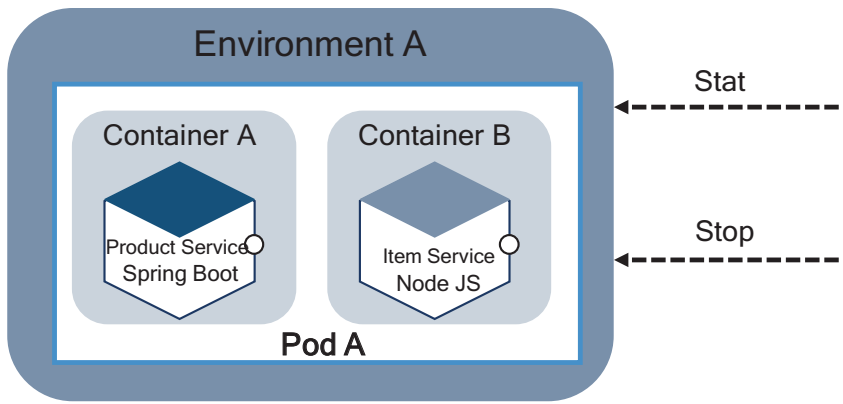 Environment A
Stat
Container A
Container B
Product Service
Spring Boot
Item Service
Node JS
Stop
Pod A